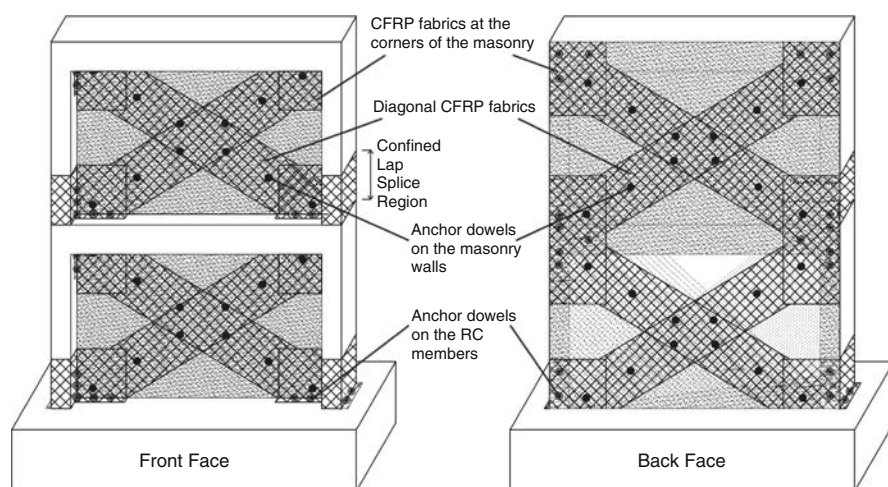 CFRP fabrics at the
corners of the masonry
Diagonal CFRP fabrics
Confined
Lap
Splice
Region
Anchor dowels
on the masonry
walls
Anchor dowels
on the RC
members
Front Face
Back Face